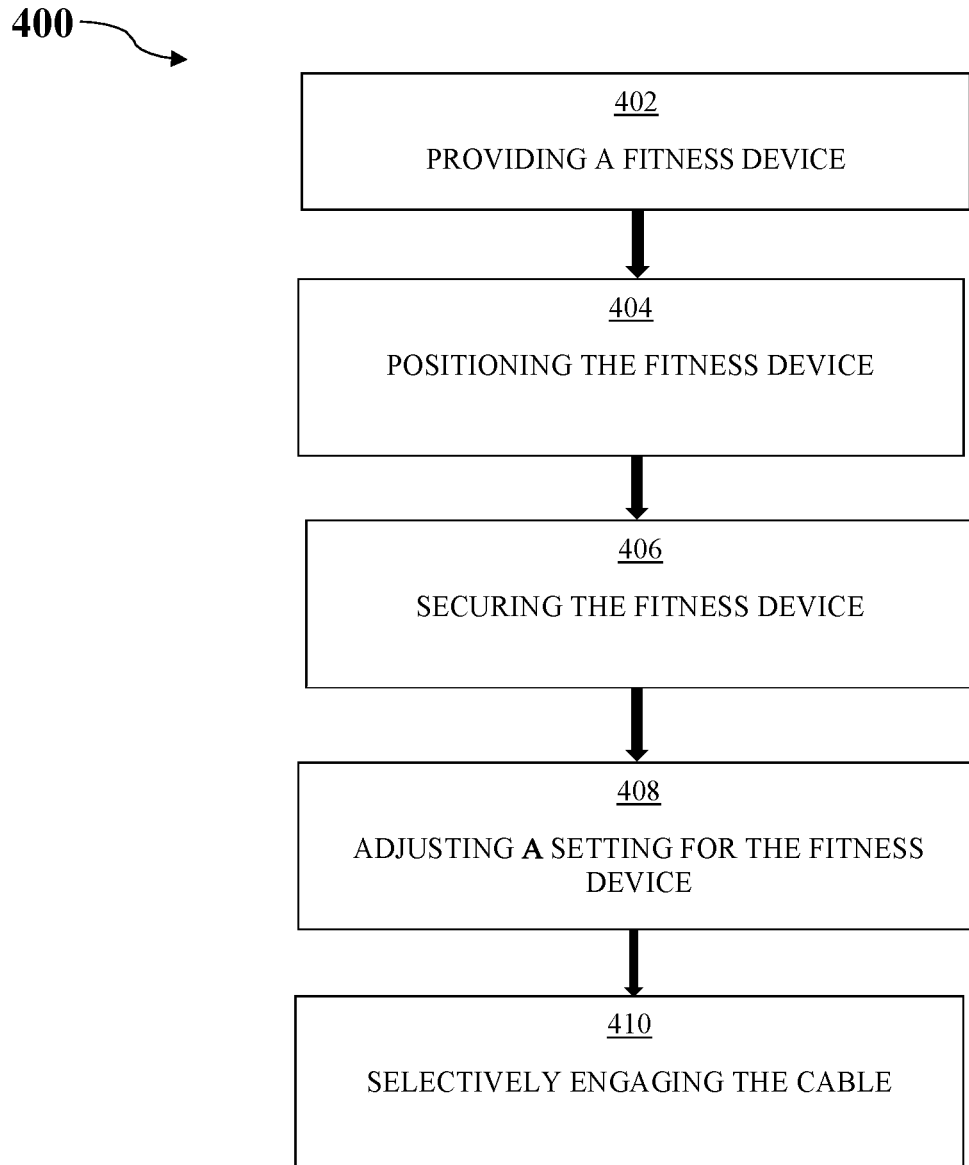 400
402
PROVIDING A FITNESS DEVICE
404
POSITIONING THE FITNESS DEVICE
406
SECURING THE FITNESS DEVICE
408
ADJUSTING A SETTING FOR THE FITNESS
DEVICE
410
SELECTIVELY ENGAGING THE CABLE